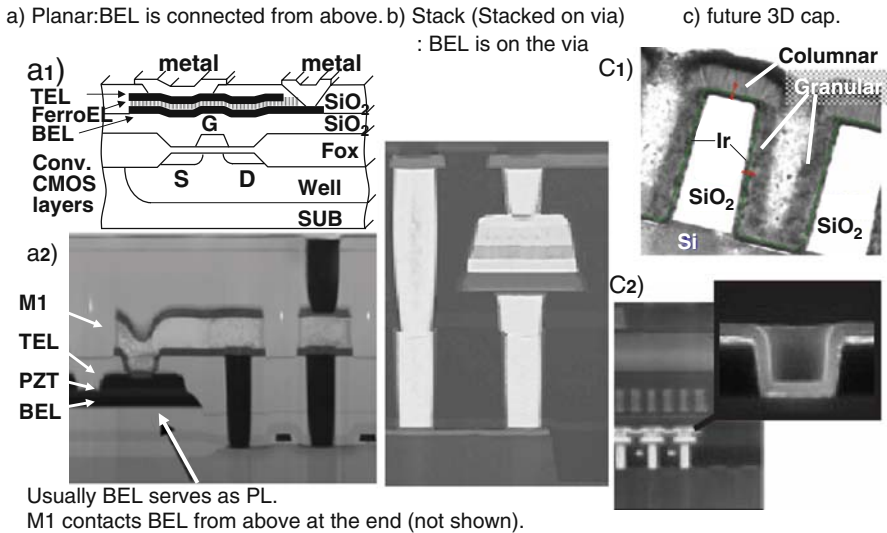 a) Planar:BEL is connected from above.
b) Stack (Stacked on via)
: BEL is on the via
c) future 3D cap.
a1)
metal
metal
TEL
FerroEL
BEL
SiO2
SiO2
G
Fox
Conv.
CMOS
layers
S
D
Well
SUB
a2)
M1
TEL
PZT
BEL
Usually BEL serves as PL.
M1 contacts BEL from above at the end (not shown).
C1)
Columnar
Granular
Ir
SiO2
SiO2
Si
C2)